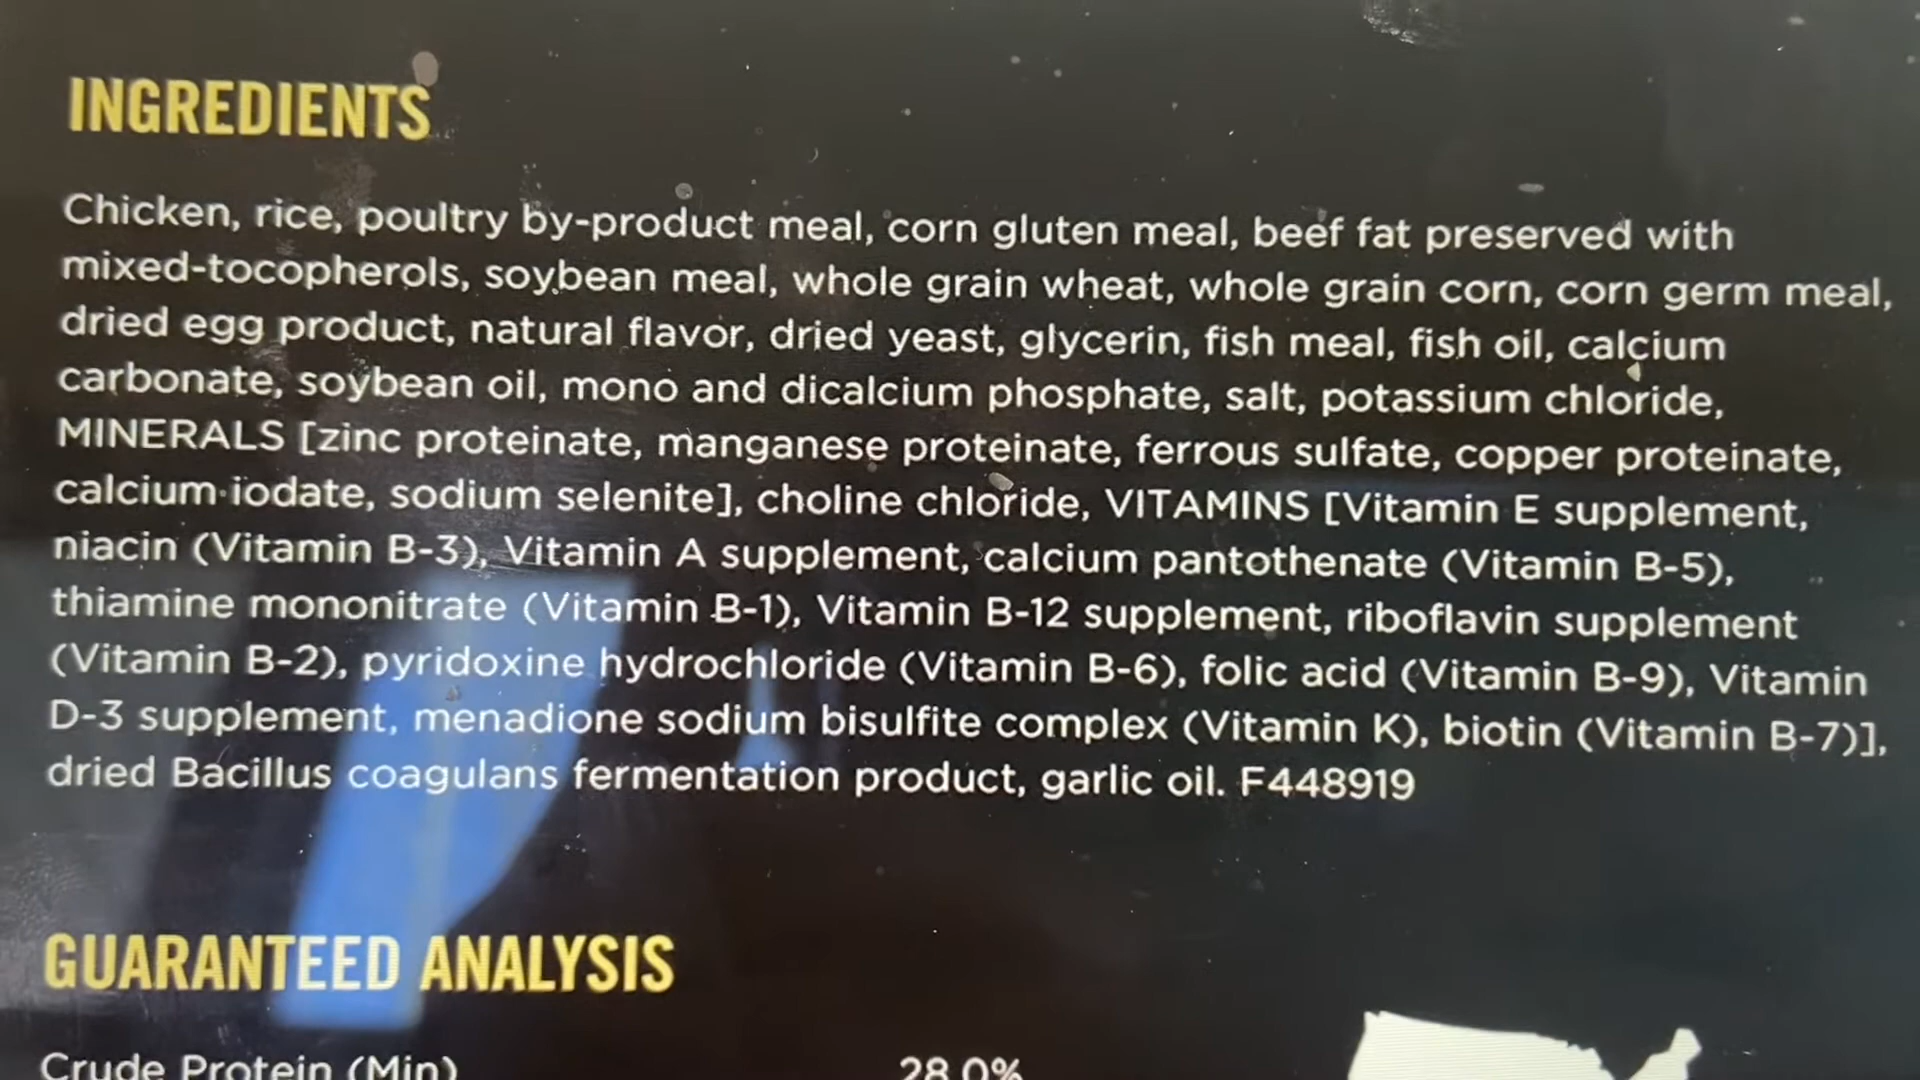 INGREDIENTS
Chicken, rice, poultry by-product meal, corn gluten meal, beef fat preserved with
mixed-tocopherols, soybean meal, whole grain wheat, whole grain corn, corn germ meal,
dried egg product, natural flavor, dried yeast, glycerin, fish meal, fish oil, calcium
carbonate, soybean oil, mono and dicalcium phosphate, salt, potassium chloride,
MINERALS [zinc proteinate, manganese proteinate, ferrous sulfate, copper proteinate,
calcium iodate, sodium selenite], choline chloride, VITAMINS [Vitamin E supplement,
niacin (Vitamin B-3), Vitamin A supplement, calcium pantothenate (Vitamin B-5),
thiamine mononitrate (Vitamin B-1), Vitamin B-12 supplement, riboflavin supplement
(Vitamin B-2), pyridoxine hydrochloride (Vitamin B-6), folic acid (Vitamin B-9), Vitamin
D-3 supplement, menadione sodium bisulfite complex (Vitamin K), biotin (Vitamin B-7)],
dried Bacillus coagulans fermentation product, garlic oil. F448919
GUARANTEED ANALYSIS
Crude Protein (Min) 28.0%